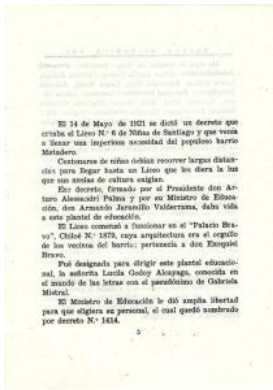 El 14 de Mayo de 1921 se dictó un decreto que
creaba el Liceo N.º 6 de Niñas de Santiago y que venía
a llenar una imperiosa necesidad del populoso barrio
Matadero.
Centenares de niñas debían recorrer largas distan-
cias para llegar hasta un Liceo que les diera la luz
que sus ansias de cultura exigían.
Ese decreto, firmado por el Presidente don Ar-
turo Alessandri Palma y por su Ministro de Educa-
ción, don Armando Jaramillo Valderrama, daba vida
a este plantel de educación.
El Liceo comenzó a funcionar en el "Palacio Bra-
vo", Chiloé N.º 1879, cuya arquitectura era el orgullo
de los vecinos del barrio; pertenecía a don Exequiel
Bravo.
Fué designada para dirigir este plantel educacio-
nal, la señorita Lucila Godoy Alcayaga, conocida en
el mundo de las letras con el pseudónimo de Gabriela
Mistral.
El Ministro de Educación le dió amplia libertad
para que eligiera su personal, el cual quedó nombrado
por decreto N.º 1414.
5